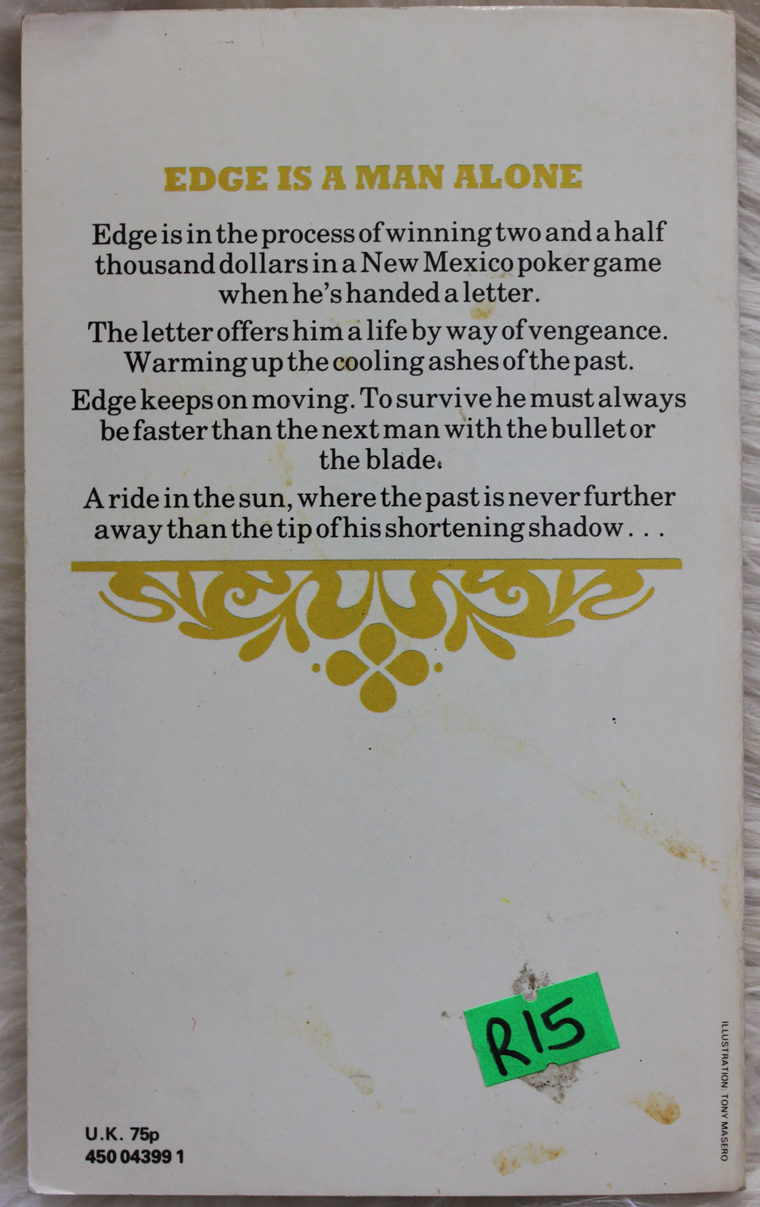 EDGE IS A MAN ALONE
Edge is in the process of winning two and a half
thousand dollars in a New Mexico poker game
when he's handed a letter.
The letter offers him a life by way of vengeance.
Warming up the cooling ashes of the past.
Edge keeps on moving. To survive he must always
be faster than the next man with the bullet or
the blade.
A ride in the sun, where the past is never further
away than the tip of his shortening shadow . . .
R15
U.K. 75p
450 04399 1
ILLUSTRATION: TONY MASERO